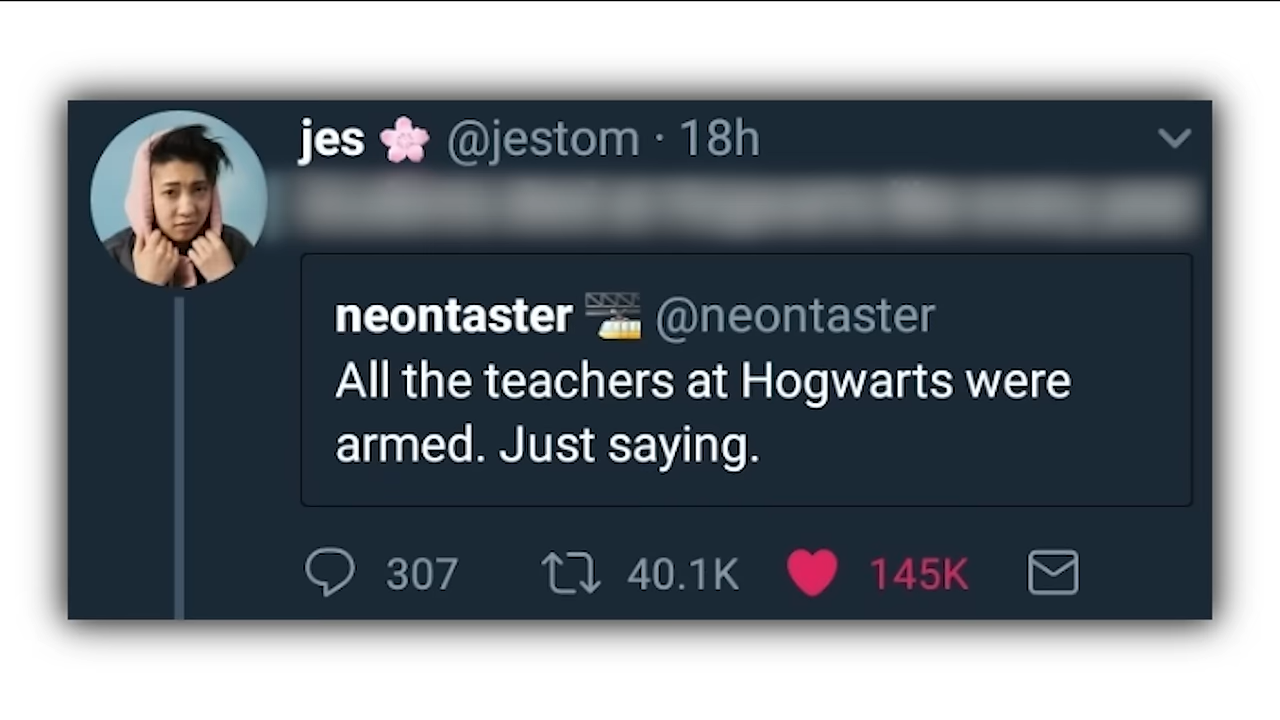 jes 🌸 @jestom · 18h
neontaster 🚟 @neontaster
All the teachers at Hogwarts were
armed. Just saying.
307 40.1K 145K